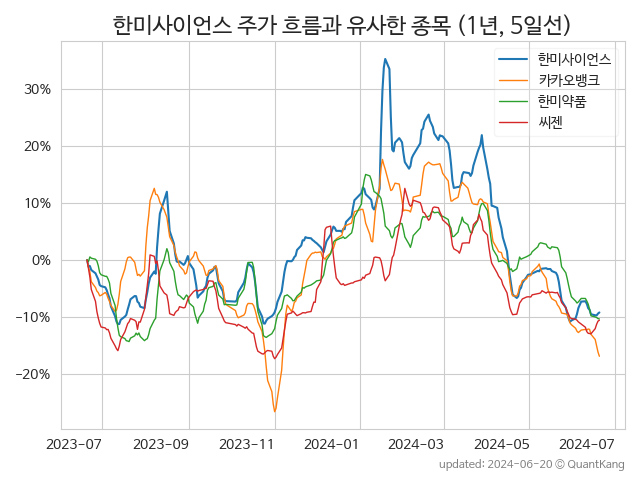 한미사이언스 주가 흐름과 유사한 종목 (1년, 5일선)
한미사이언스
카카오뱅크
한미약품
씨젠
30%
20%
10%
0%
−10%
−20%
2023-07 2023-09 2023-11 2024-01 2024-03 2024-05 2024-07
updated: 2024-06-20 © QuantKang